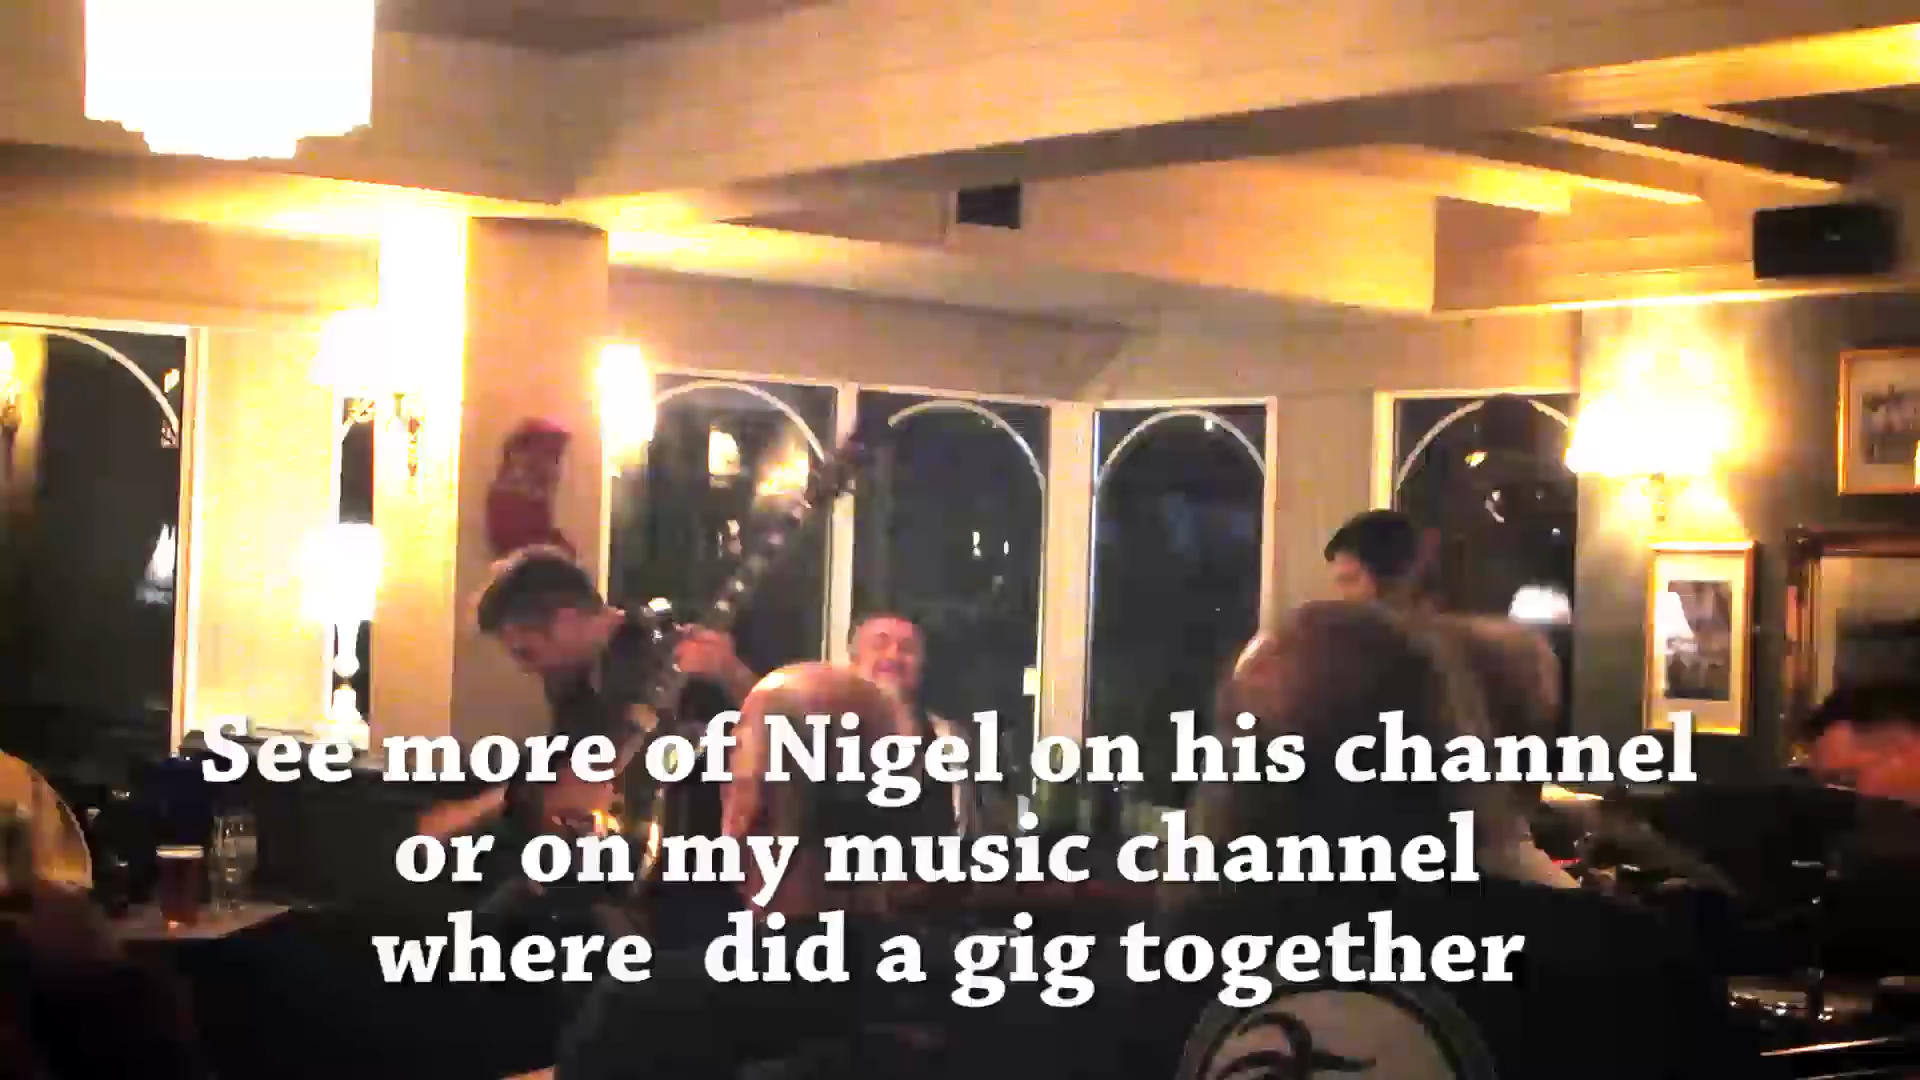 See more of Nigel on his channel
or on my music channel
where did a gig together